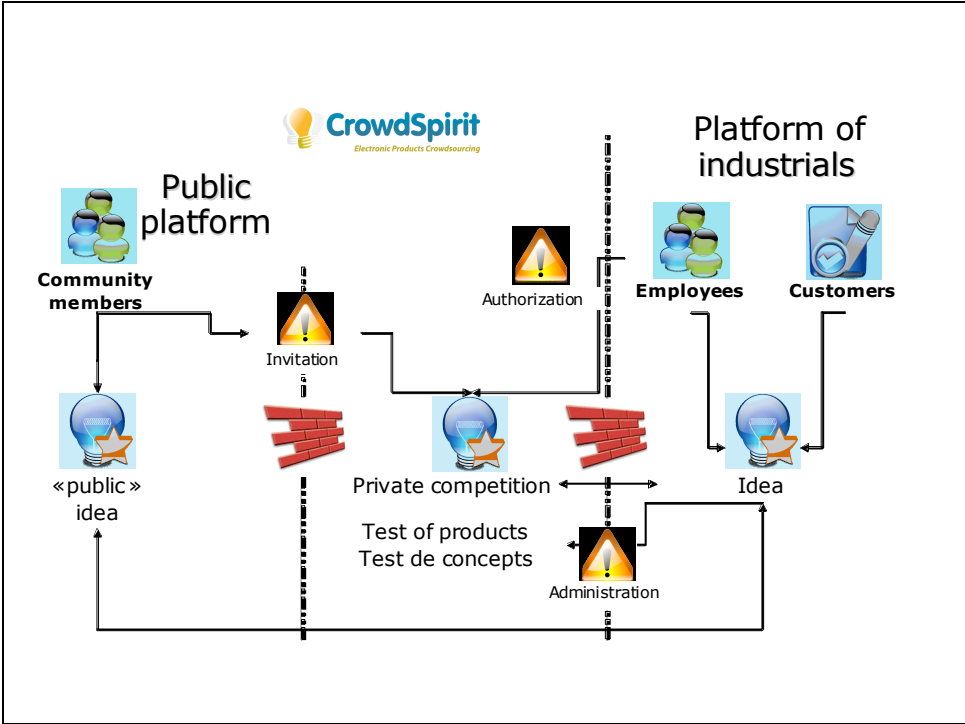 CrowdSpirit
Electronic Products Crowdsourcing
Platform of
industrials
Public
platform
Community
members
Authorization
Employees
Customers
Invitation
«public»
idea
Private competition
Idea
Test of products
Test de concepts
Administration